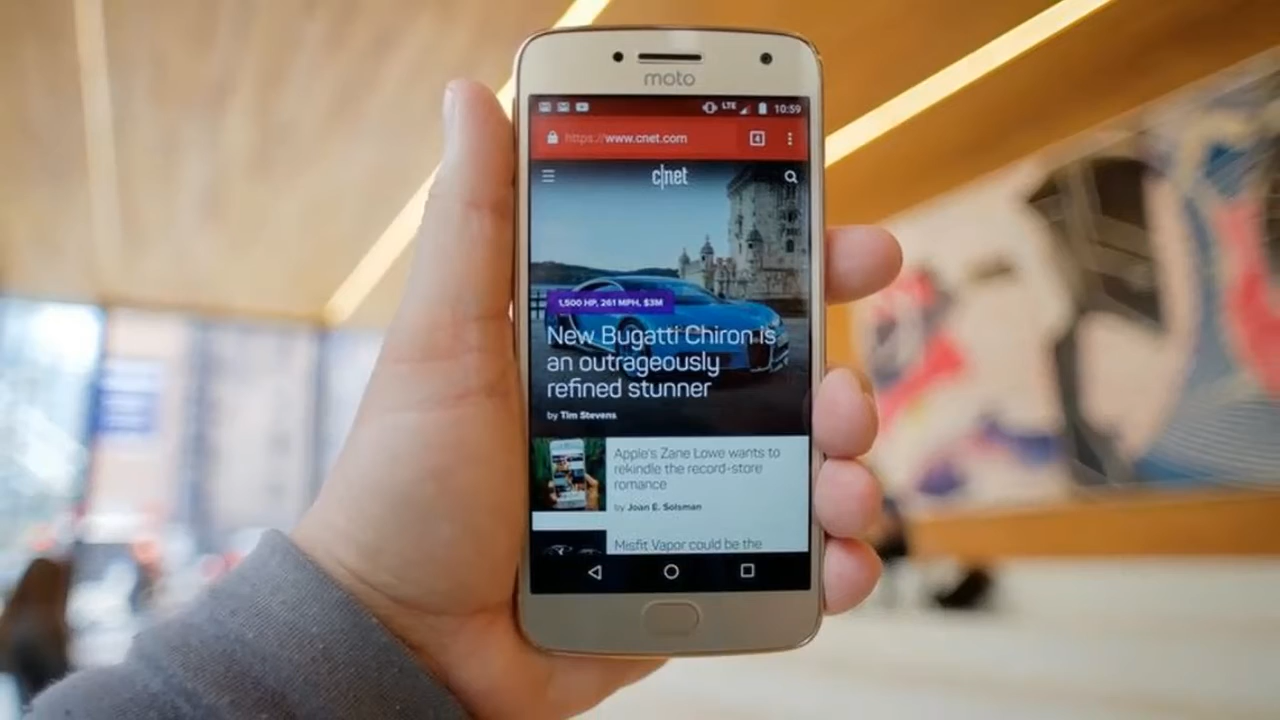 moto
LTE 10:59
https://www.cnet.com 4
c|net
1,500 HP, 261 MPH, $3M
New Bugatti Chiron is
an outrageously
refined stunner
by Tim Stevens
Apple's Zane Lowe wants to
rekindle the record-store
romance
by Joan E. Solsman
Misfit Vapor could be the